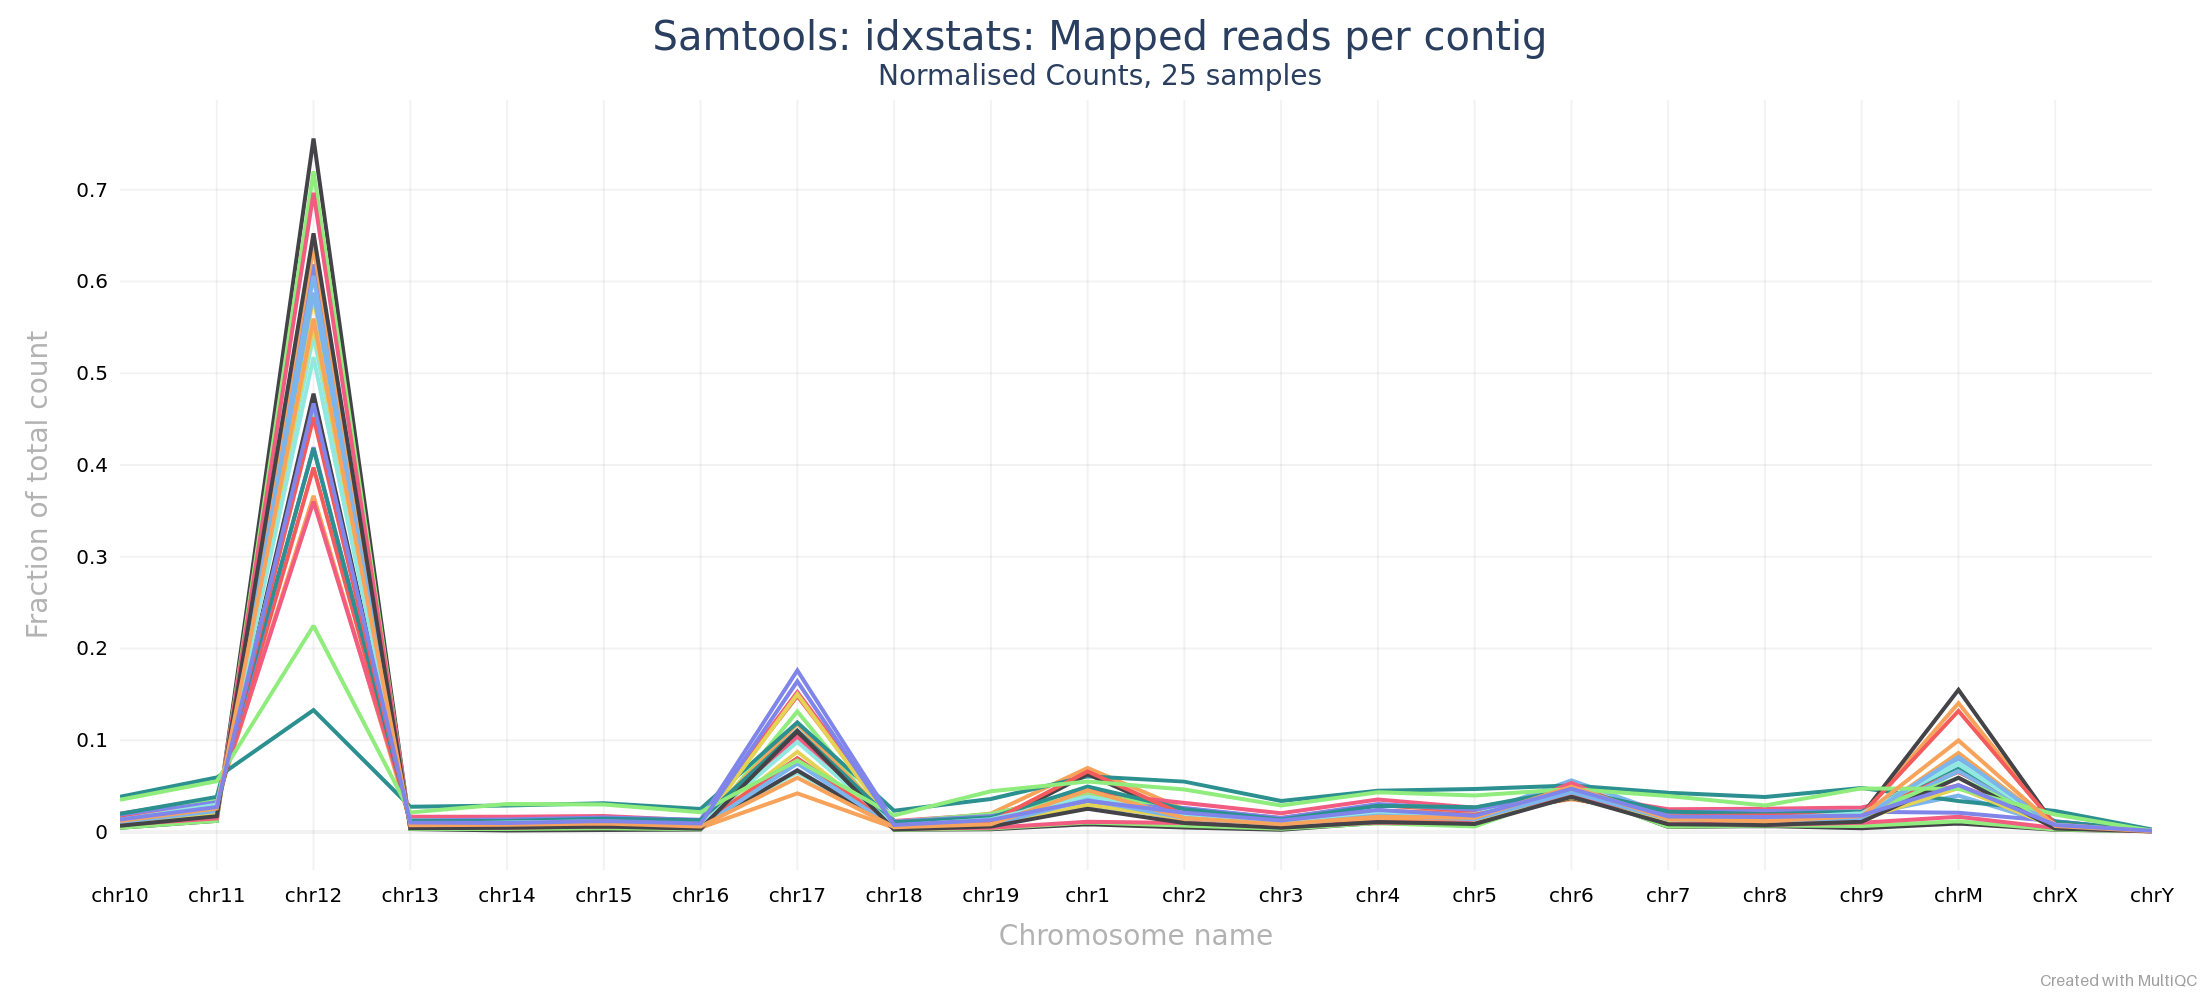 Samtools: idxstats: Mapped reads per contig
Normalised Counts, 25 samples
Fraction of total count
0.7
0.6
0.5
0.4
0.3
0.2
0.1
0
chr10 chr11 chr12 chr13 chr14 chr15 chr16 chr17 chr18 chr19 chr1 chr2 chr3 chr4 chr5 chr6 chr7 chr8 chr9 chrM chrX chrY
Chromosome name
Created with MultiQC